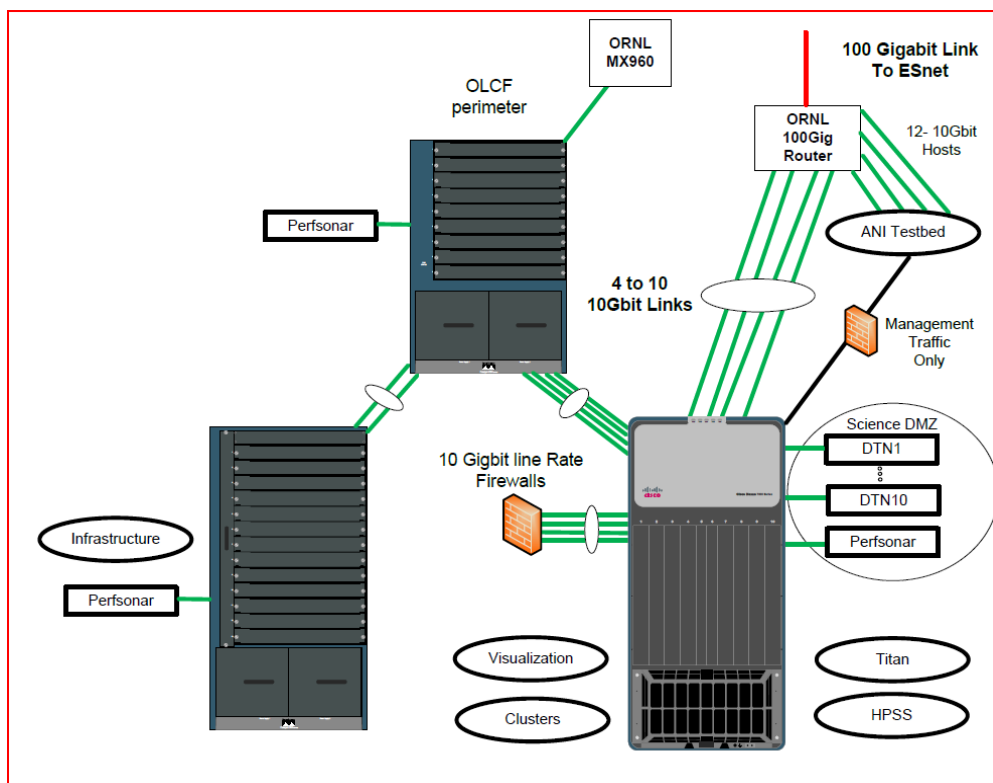 ORNL
MX960
100 Gigabit Link
To ESnet
OLCF
perimeter
ORNL
100Gig
Router
12- 10Gbit
Hosts
Perfsonar
ANI Testbed
4 to 10
10Gbit Links
Management
Traffic
Only
Science DMZ
DTN1
10 Gigbit line Rate
Firewalls
DTN10
Infrastructure
Perfsonar
Perfsonar
Visualization
Titan
Clusters
HPSS
CISCO